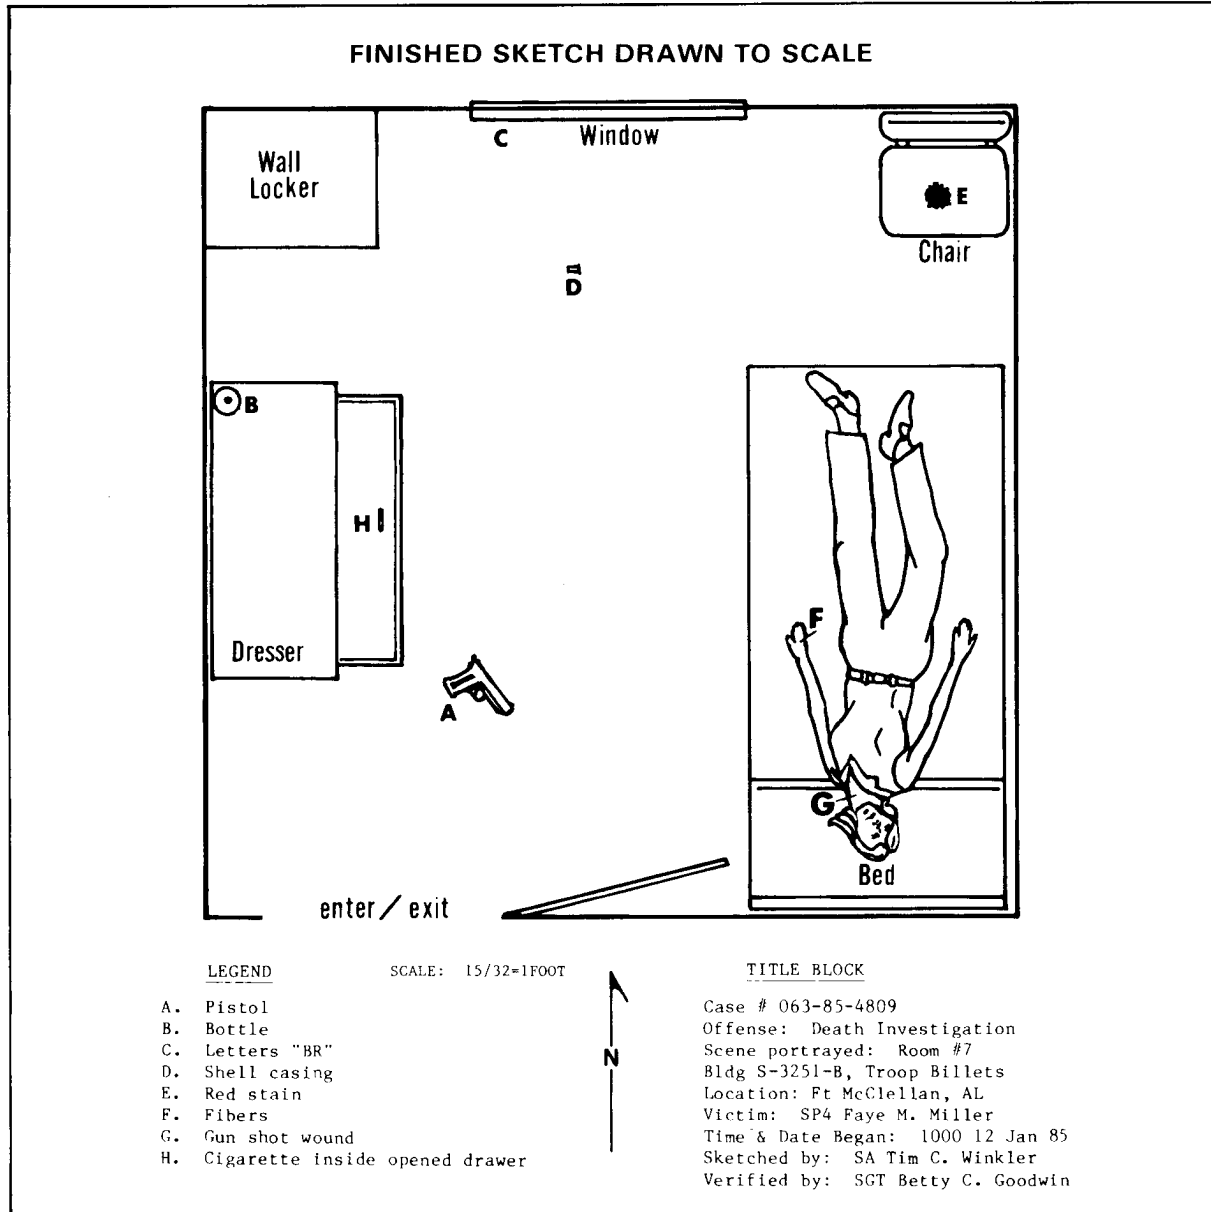 FINISHED SKETCH DRAWN TO SCALE
C
Window
Wall
Locker
E
Chair
D
B
H
F
Dresser
A
G
Bed
enter/exit
LEGEND
SCALE: 15/32=1FOOT
A. Pistol
B. Bottle
C. Letters "BR"
D. Shell casing
E. Red stain
F. Fibers
G. Gun shot wound
H. Cigarette inside opened drawer
N
TITLE BLOCK
Case # 063-85-4809
Offense: Death Investigation
Scene portrayed: Room #7
Bldg S-3251-B, Troop Billets
Location: Ft McClellan, AL
Victim: SP4 Faye M. Miller
Time & Date Began: 1000 12 Jan 85
Sketched by: SA Tim C. Winkler
Verified by: SGT Betty C. Goodwin